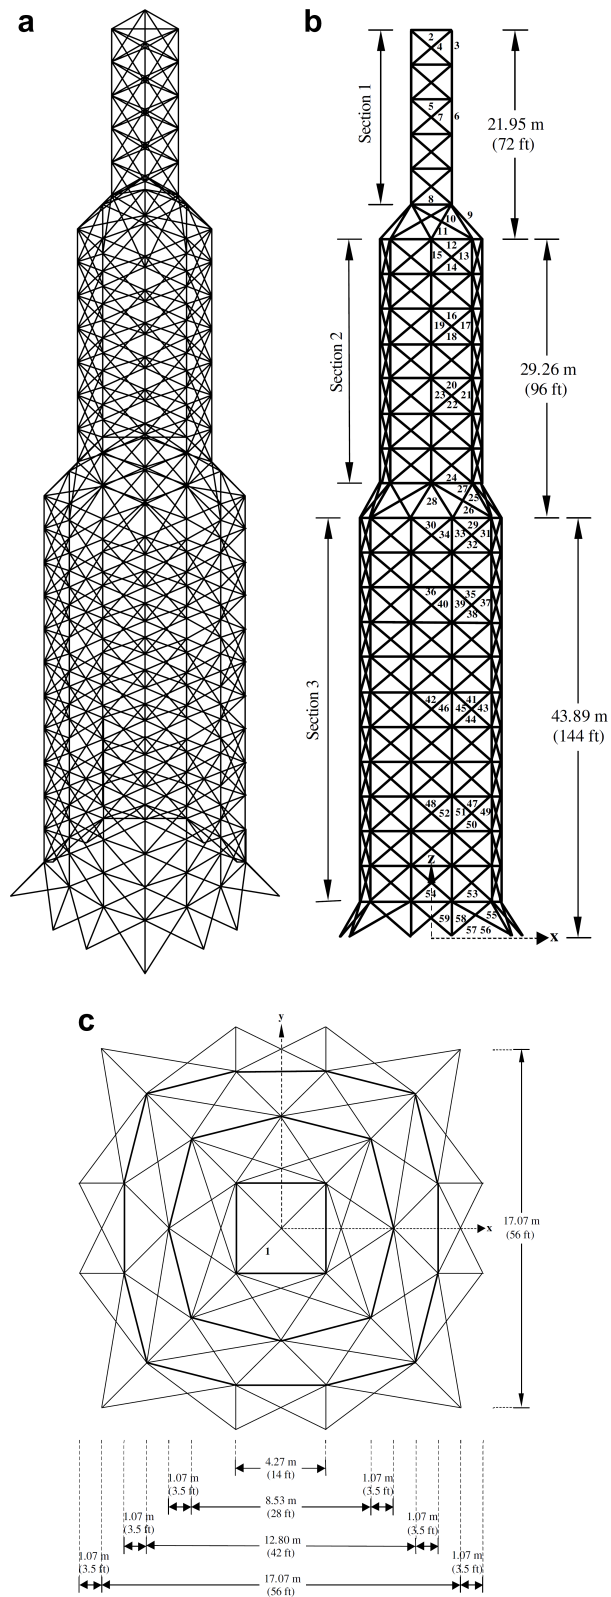 a
b
2
4
3
5
7
6
Section 1
21.95 m
(72 ft)
8
9
10
11
12
15
13
14
16
19
17
18
Section 2
29.26 m
(96 ft)
20
23
21
22
24
27
28
25
26
30
29
34
33
31
32
36
35
40
39
37
38
Section 3
42
41
46
45
43
44
43.89 m
(144 ft)
48
47
52
51
49
50
z
54
53
59
58
55
57
56
x
c
y
x
1
17.07 m
(56 ft)
4.27 m
(14 ft)
1.07 m
(3.5 ft)
1.07 m
(3.5 ft)
8.53 m
(28 ft)
1.07 m
(3.5 ft)
1.07 m
(3.5 ft)
12.80 m
(42 ft)
1.07 m
(3.5 ft)
1.07 m
(3.5 ft)
17.07 m
(56 ft)